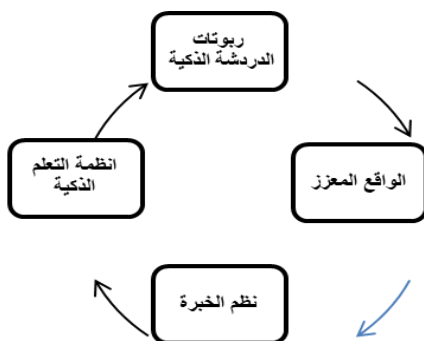 ربوتات
الدردشة الذكية
الواقع المعزز
نظم الخبرة
انظمة التعلم
الذكية